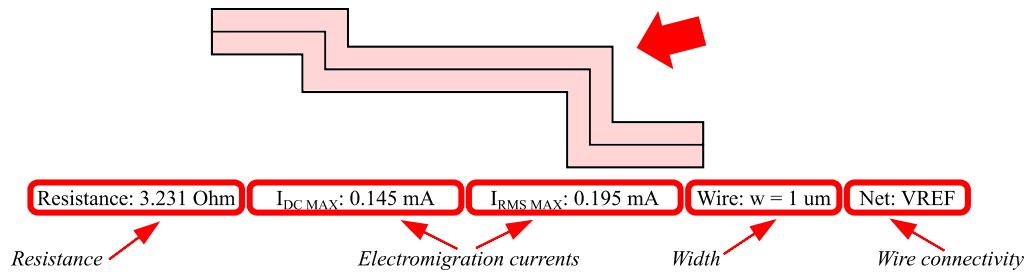 Resistance: 3.231 Ohm I_DC MAX: 0.145 mA I_RMS MAX: 0.195 mA Wire: w = 1 um Net: VREF
Resistance Electromigration currents Width Wire connectivity